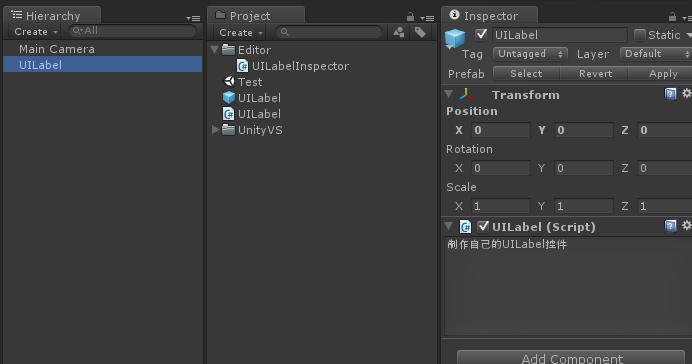 Hierarchy
Create
All
Main Camera
UILabel
Project
Create
Editor
UILabelInspector
Test
UILabel
UILabel
UnityVS
Inspector
UILabel
Static
Tag Untagged Layer Default
Prefab Select Revert Apply
Transform
Position
X 0 Y 0 Z 0
Rotation
X 0 Y 0 Z 0
Scale
X 1 Y 1 Z 1
UILabel (Script)
制作自己的UILabel控件
Add Component